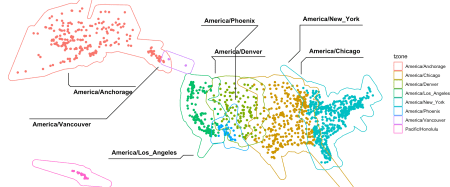 America/Phoenix
America/New_York
America/Denver
America/Chicago
America/Anchorage
America/Vancouver
America/Los_Angeles
tzone
America/Anchorage
America/Chicago
America/Denver
America/Los_Angeles
America/New_York
America/Phoenix
America/Vancouver
Pacific/Honolulu